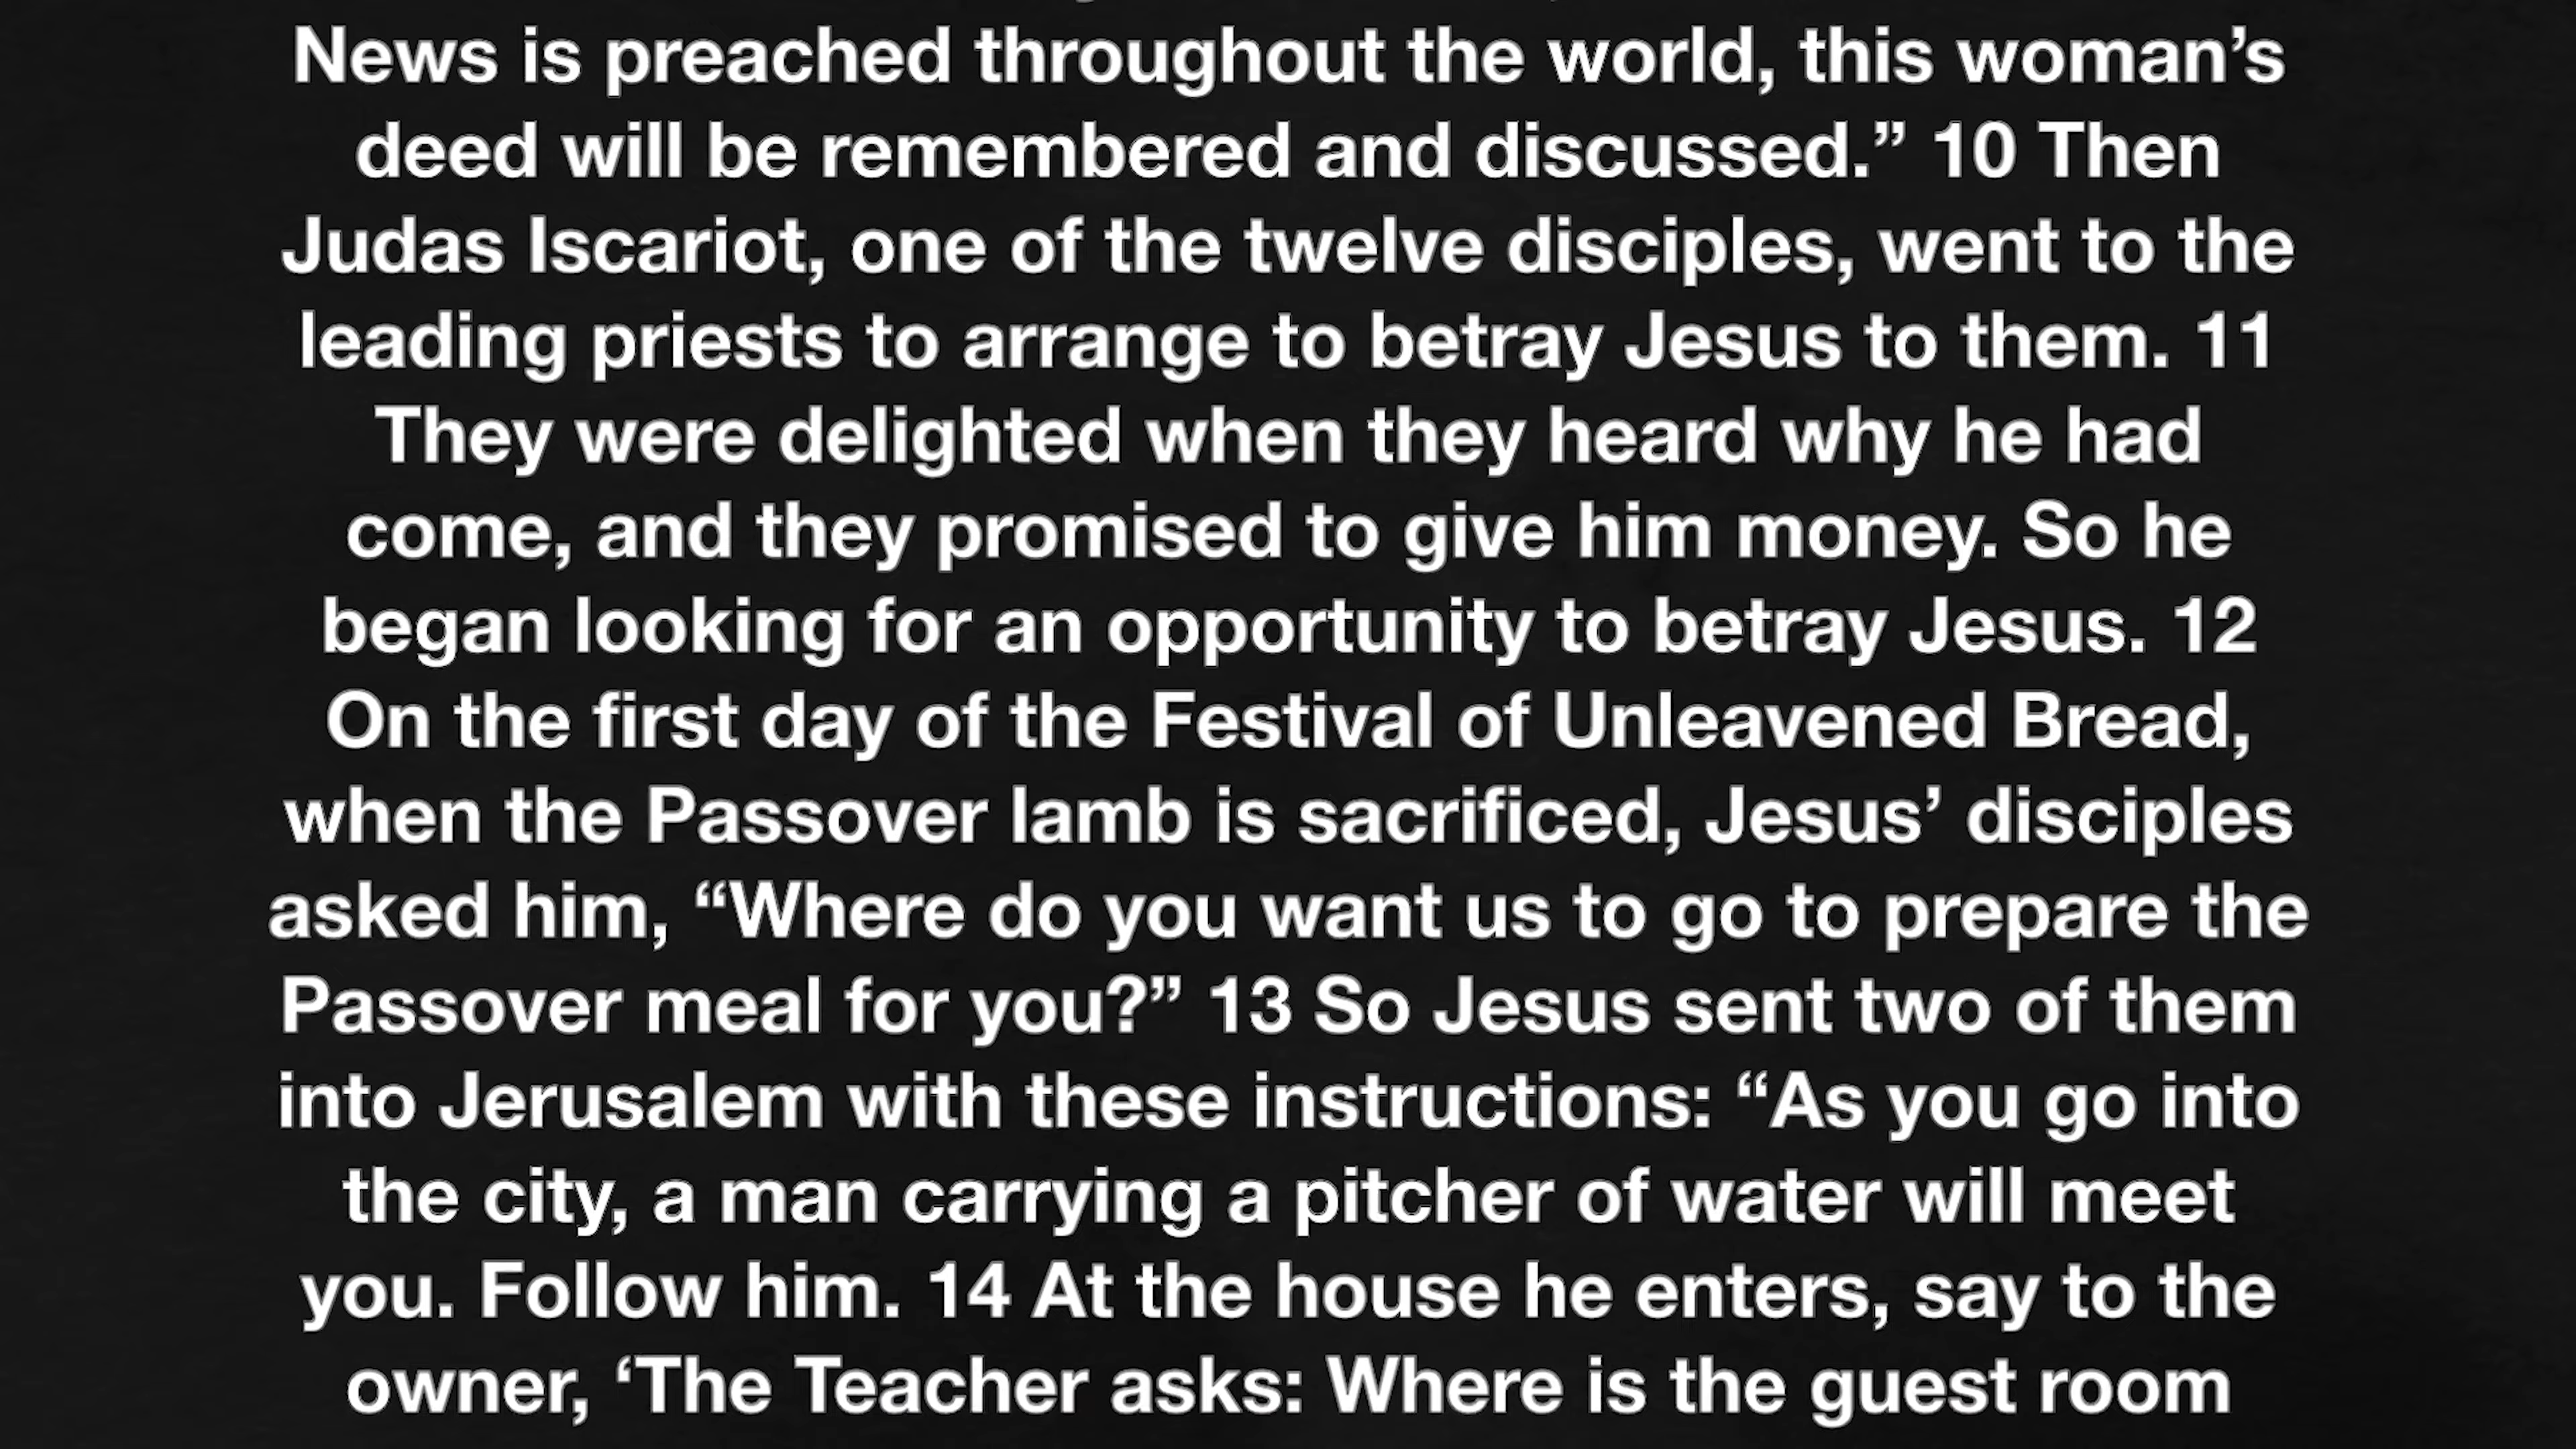 News is preached throughout the world, this woman’s
deed will be remembered and discussed.” 10 Then
Judas Iscariot, one of the twelve disciples, went to the
leading priests to arrange to betray Jesus to them. 11
They were delighted when they heard why he had
come, and they promised to give him money. So he
began looking for an opportunity to betray Jesus. 12
On the first day of the Festival of Unleavened Bread,
when the Passover lamb is sacrificed, Jesus’ disciples
asked him, “Where do you want us to go to prepare the
Passover meal for you?” 13 So Jesus sent two of them
into Jerusalem with these instructions: “As you go into
the city, a man carrying a pitcher of water will meet
you. Follow him. 14 At the house he enters, say to the
owner, ‘The Teacher asks: Where is the guest room